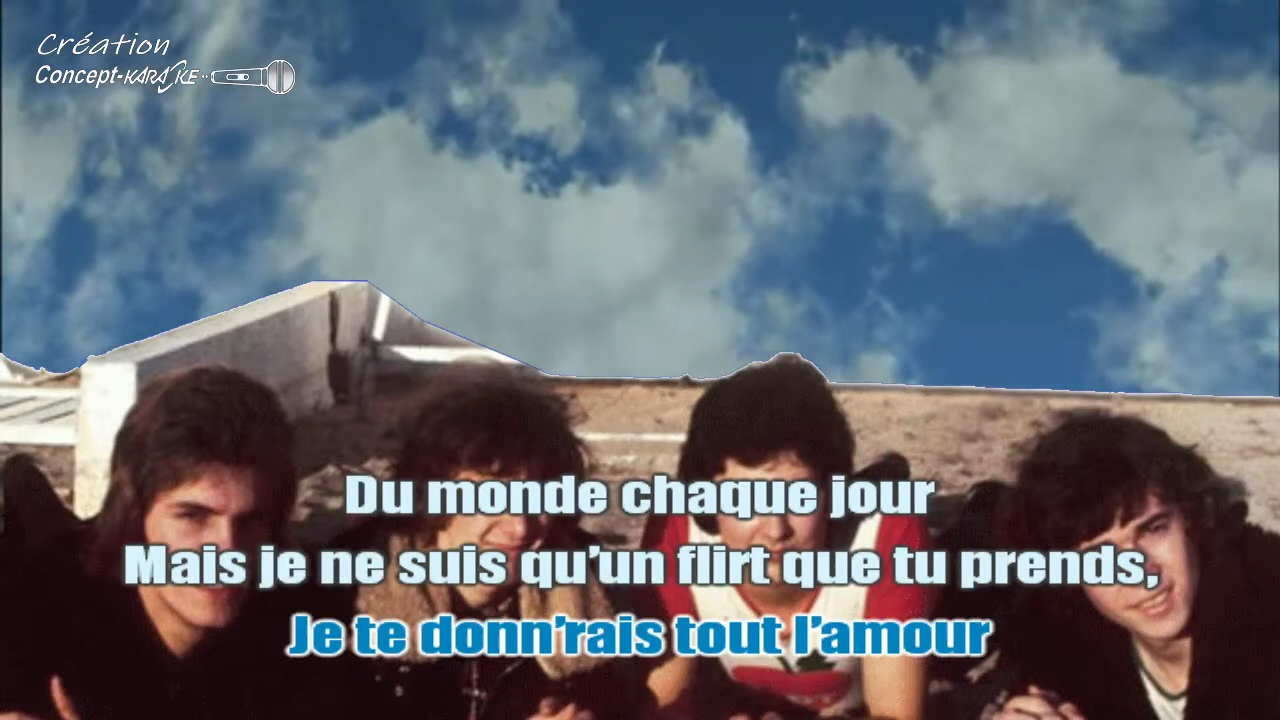 Création
Concept-KARAOKE
Du monde chaque jour
Mais je ne suis qu'un flirt que tu prends,
Je te donn'rais tout l'amour